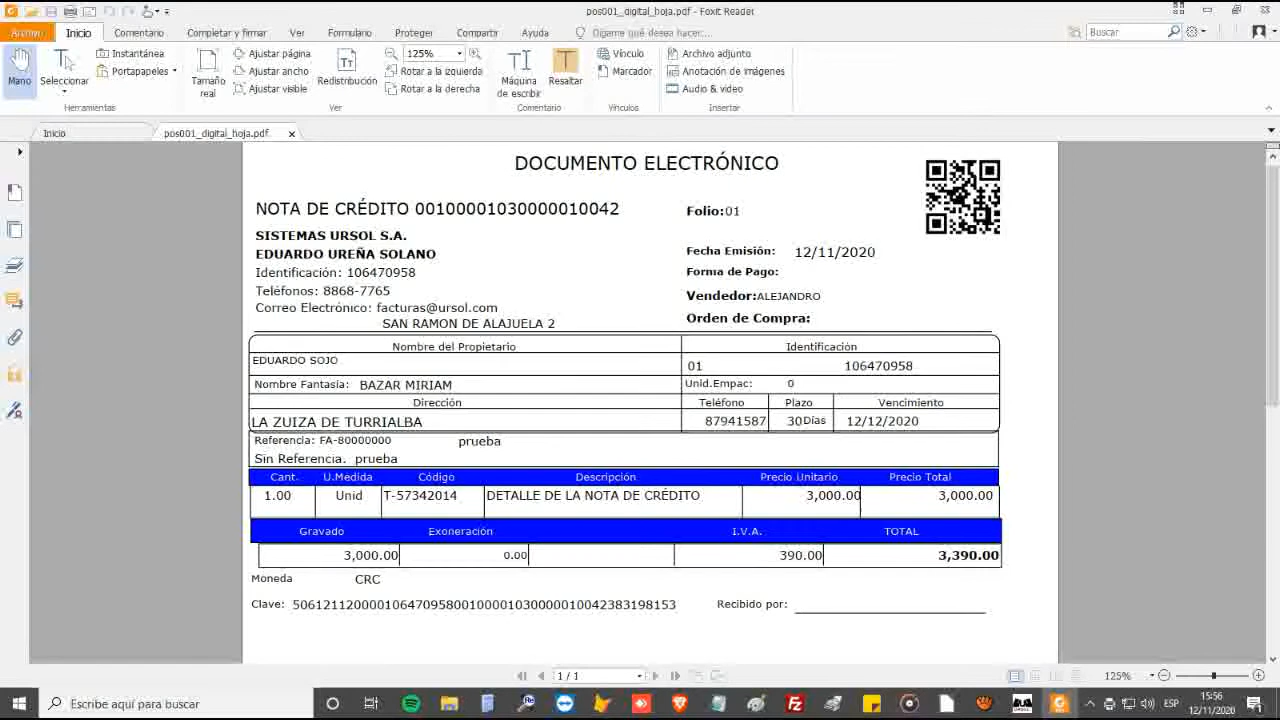 pos001_digital_hoja.pdf - Foxit Reader
Archivo Inicio Comentario Completar y firmar Ver Formulario Proteger Compartir Ayuda Dígame qué desea hacer... Buscar
Mano
Seleccionar
Instantánea
Portapapeles
Herramientas
Tamaño real
Ajustar página
Ajustar ancho
Ajustar visible
Redistribución
125%
Rotar a la izquierda
Rotar a la derecha
Ver
Máquina de escribir
Resaltar
Comentario
Vínculo
Marcador
Vínculos
Archivo adjunto
Anotación de imágenes
Audio & video
Insertar
Inicio pos001_digital_hoja.pdf
DOCUMENTO ELECTRÓNICO
NOTA DE CRÉDITO 00100001030000010042 Folio:01
SISTEMAS URSOL S.A.
EDUARDO UREÑA SOLANO Fecha Emisión: 12/11/2020
Identificación: 106470958 Forma de Pago:
Teléfonos: 8868-7765 Vendedor:ALEJANDRO
Correo Electrónico: facturas@ursol.com
SAN RAMON DE ALAJUELA 2 Orden de Compra:
Nombre del Propietario Identificación
EDUARDO SOJO 01 106470958
Nombre Fantasía: BAZAR MIRIAM Unid.Empac: 0
Dirección Teléfono Plazo Vencimiento
LA ZUIZA DE TURRIALBA 87941587 30Días 12/12/2020
Referencia: FA-80000000 prueba
Sin Referencia. prueba
Cant. U.Medida Código Descripción Precio Unitario Precio Total
1.00 Unid T-57342014 DETALLE DE LA NOTA DE CRÉDITO 3,000.00 3,000.00
Gravado Exoneración I.V.A. TOTAL
3,000.00 0.00 390.00 3,390.00
Moneda CRC
Clave: 50612112000010647095800100001030000010042383198153 Recibido por:
1 / 1 125%
Escribe aquí para buscar ESP 15:56
12/11/2020